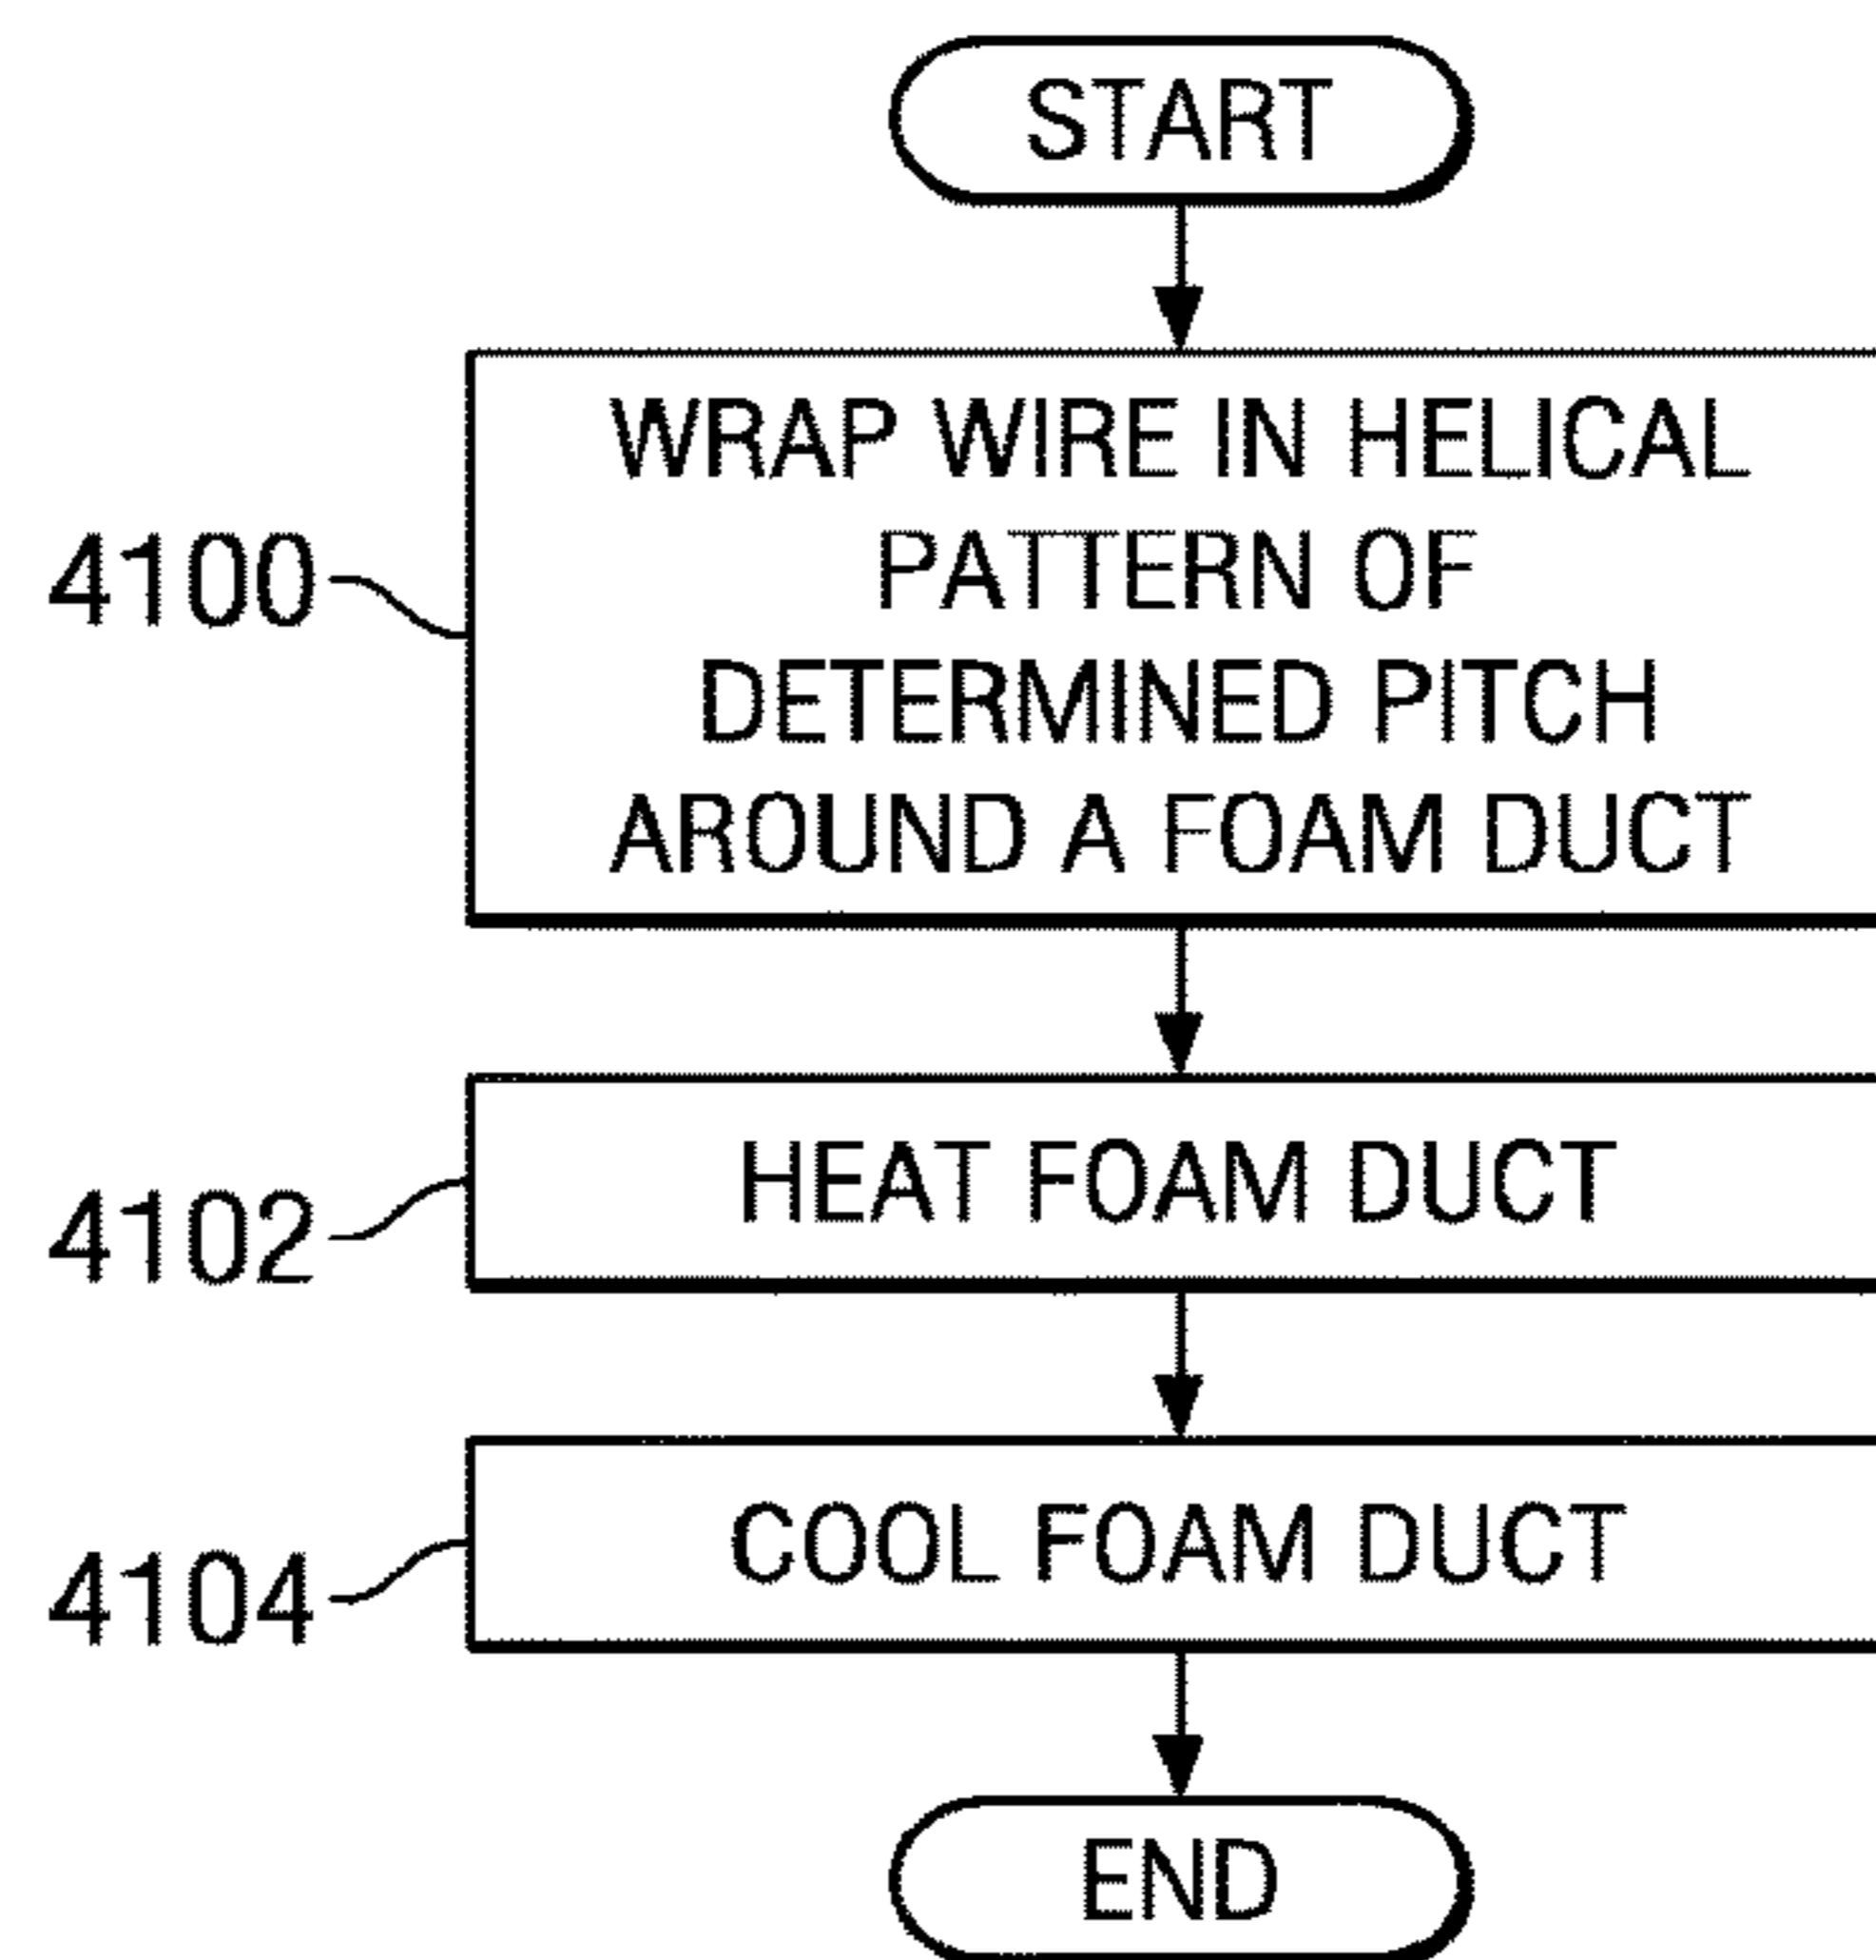 START
4100
WRAP WIRE IN HELICAL
PATTERN OF
DETERMINED PITCH
AROUND A FOAM DUCT
4102
HEAT FOAM DUCT
4104
COOL FOAM DUCT
END